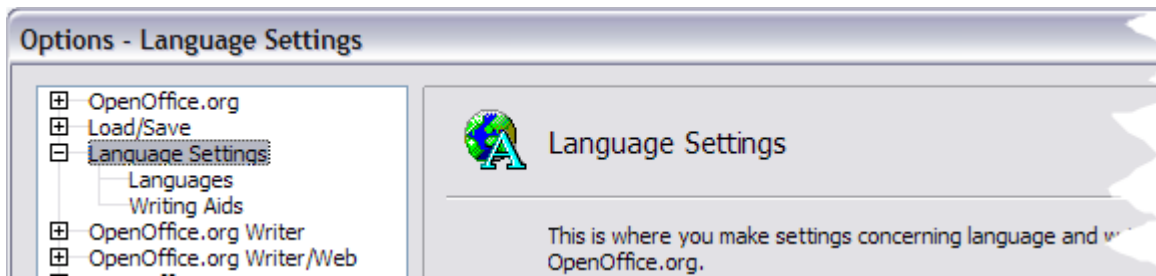 Options - Language Settings
OpenOffice.org
Load/Save
Language Settings
Languages
Writing Aids
OpenOffice.org Writer
OpenOffice.org Writer/Web
Language Settings
This is where you make settings concerning language and
OpenOffice.org.